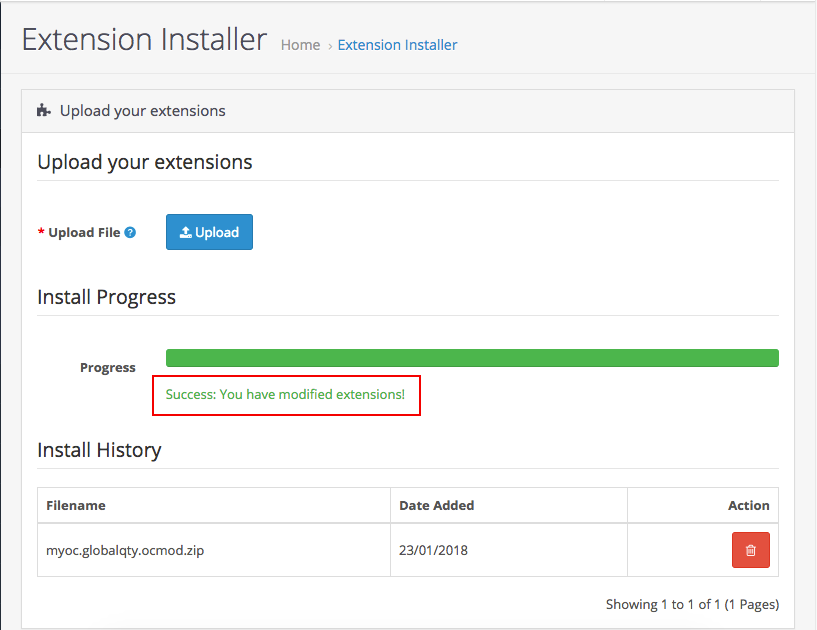 Extension Installer Home › Extension Installer
Upload your extensions
Upload your extensions
* Upload File ? Upload
Install Progress
Progress
Success: You have modified extensions!
Install History
Filename Date Added Action
myoc.globalqty.ocmod.zip 23/01/2018
Showing 1 to 1 of 1 (1 Pages)